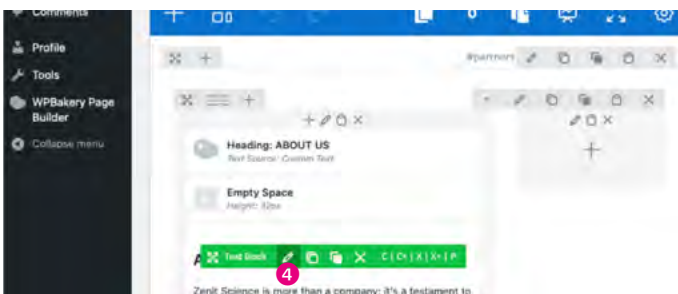 Comments
Profile
Tools
WPBakery Page
Builder
Collapse menu
#partners
Heading: ABOUT US
Text Source: Custom Text
Empty Space
Height: 32px
A
Text Block C | C+ | X | X+ | P
4
Zenit Science is more than a company; it's a testament to